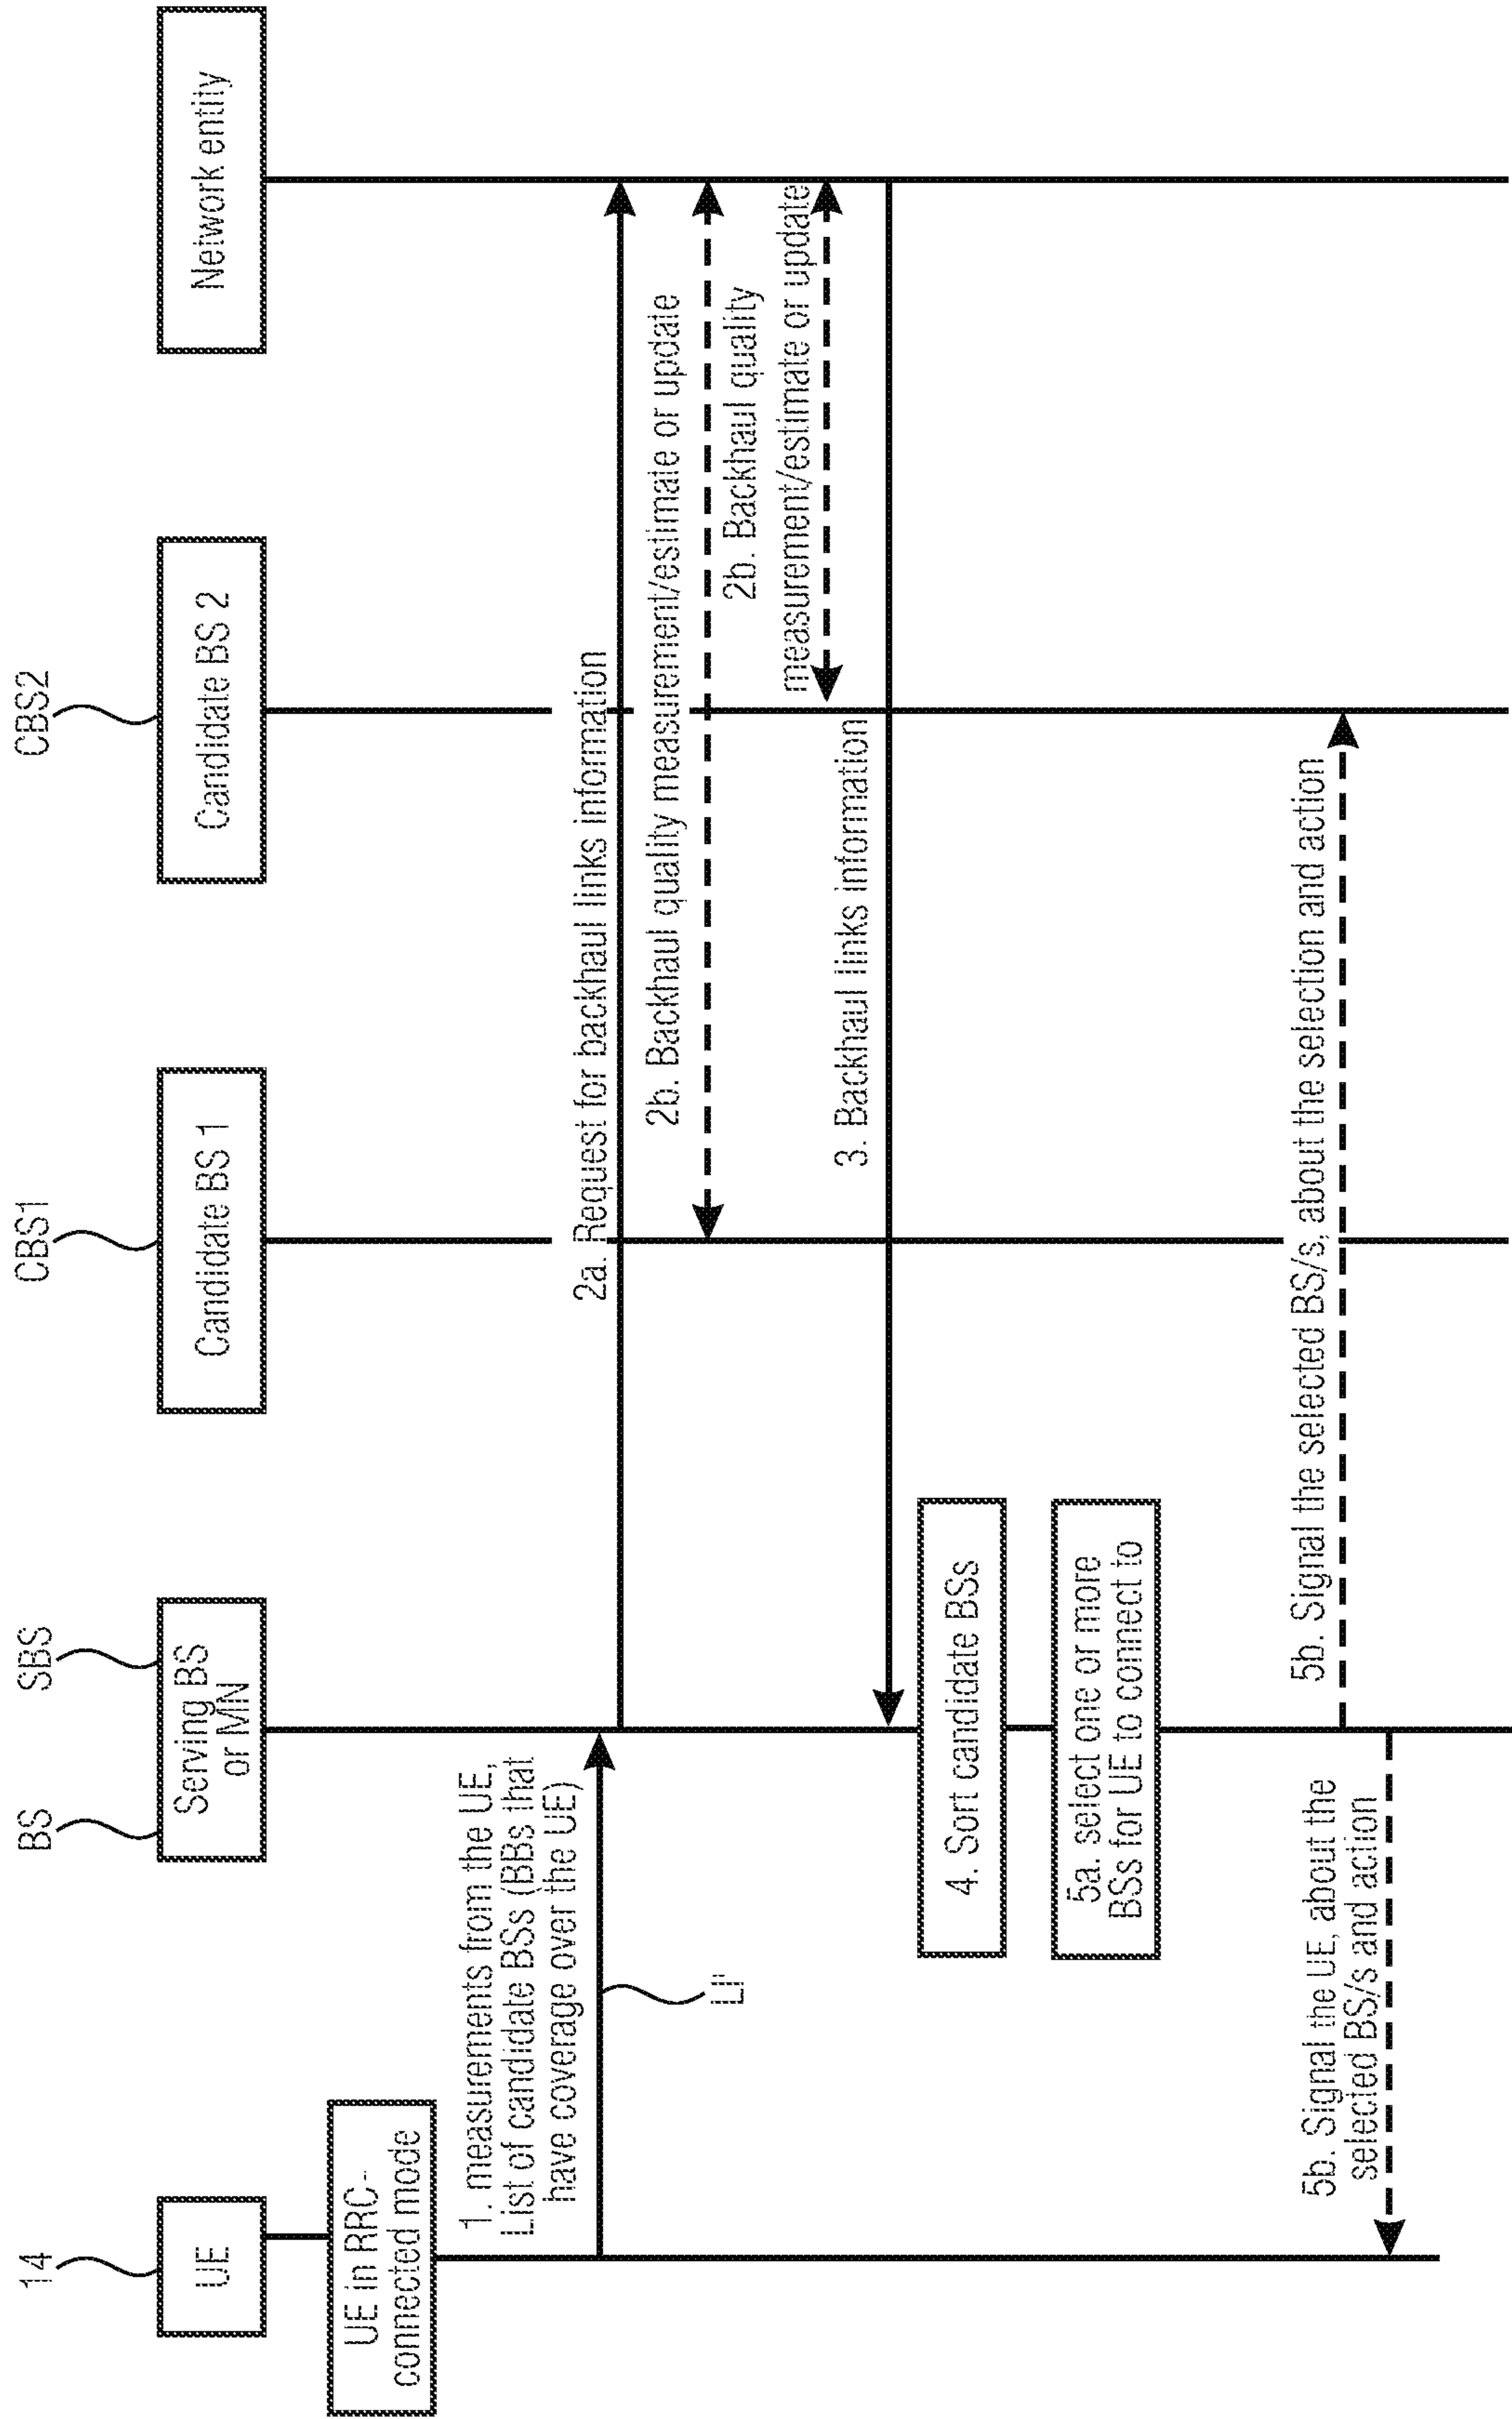 14
BS
SBS
CBS1
CBS2
UE
Serving BS
or MN
Candidate BS 1
Candidate BS 2
Network entity
UE in RRC-
connected mode
1. measurements from the UE,
List of candidate BSs (BBs that
have coverage over the UE)
2a. Request for backhaul links information
2b. Backhaul quality measurement/estimate or update
2b. Backhaul quality
measurement/estimate or update
3. Backhaul links information
4. Sort candidate BSs
5a. select one or more
BSs for UE to connect to
5b. Signal the selected BS/s, about the selection and action
5b. Signal the UE, about the
selected BS/s and action